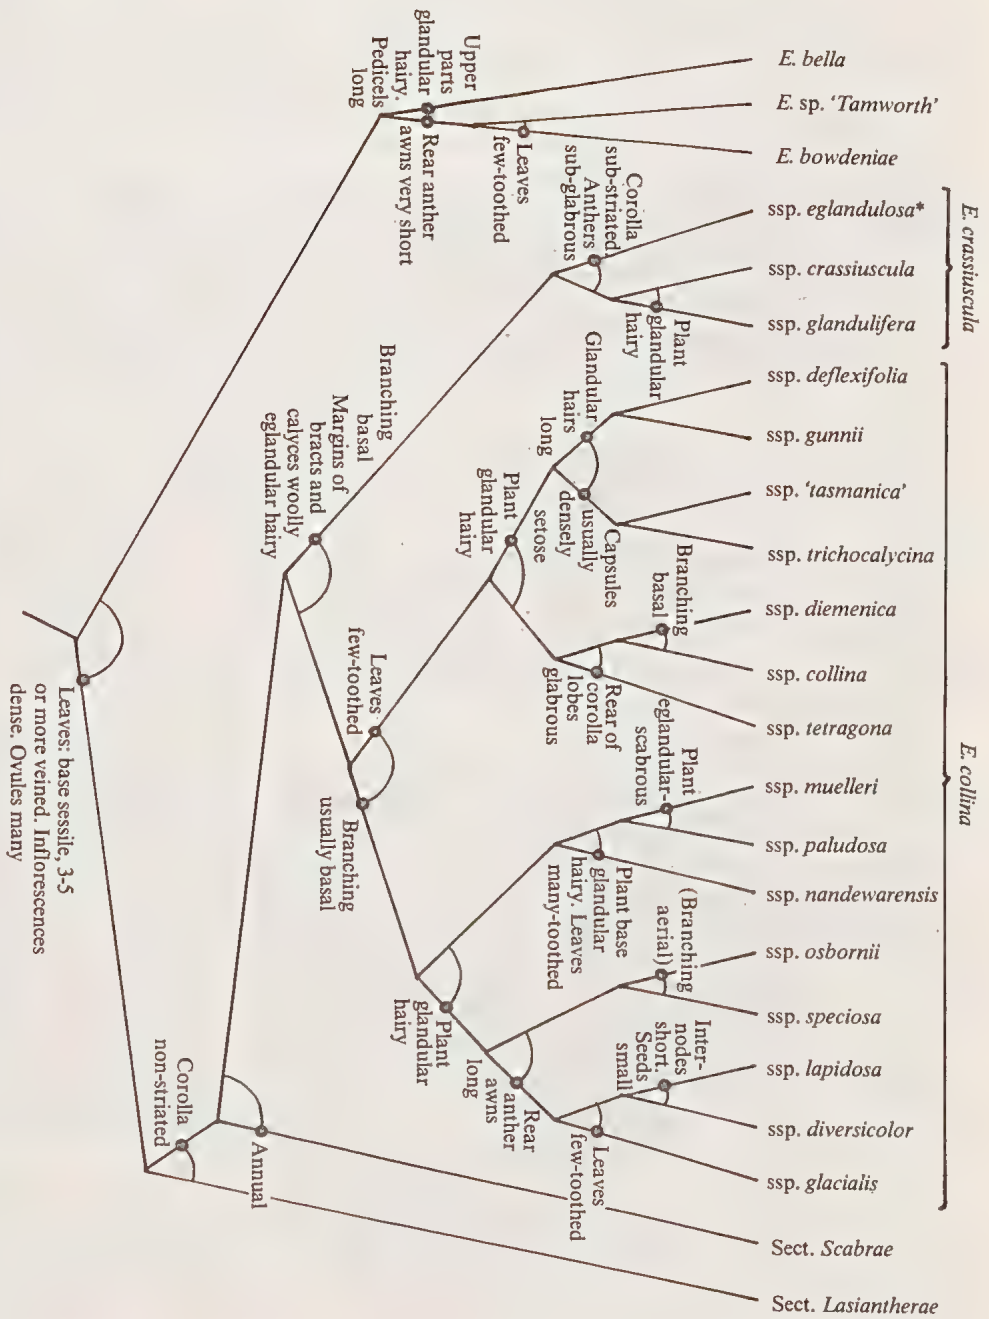 E. bella
E. sp. ‘Tamworth’
E. bowdeniae
ssp. eglandulosa*
ssp. crassiuscula
ssp. glandulifera
E. crassiuscula
ssp. deflexifolia
ssp. gunnii
ssp. ‘tasmanica’
ssp. trichocalycina
ssp. diemenica
ssp. collina
ssp. tetragona
ssp. muelleri
ssp. paludosa
ssp. nandewarensis
ssp. osbornii
ssp. speciosa
ssp. lapidosa
ssp. diversicolor
ssp. glacialis
E. collina
Sect. Scabrae
Sect. Lasiantherae
Upper
parts
glandular
hairy.
Pedicels
long
Rear anther
awns very short
Leaves
few-toothed
Corolla
sub-striated
Anthers
sub-glabrous
Plant
glandular
hairy
Glandular
hairs
long
Capsules
usually
densely
setose
Plant
glandular
hairy
Branching
basal
Rear of
corolla
lobes
glabrous
Branching
basal
Margins of
bracts and
calyces woolly
eglandular hairy
Leaves
few-toothed
Plant
eglandular-
scabrous
Plant base
glandular
hairy. Leaves
many-toothed
Branching
usually basal
(Branching
aerial)
Plant
glandular
hairy
Inter-
nodes
short.
Seeds
small
Rear
anther
awns
long
Leaves
few-toothed
Annual
Corolla
non-striated
Leaves: base sessile, 3-5
or more veined. Inflorescences
dense. Ovules many